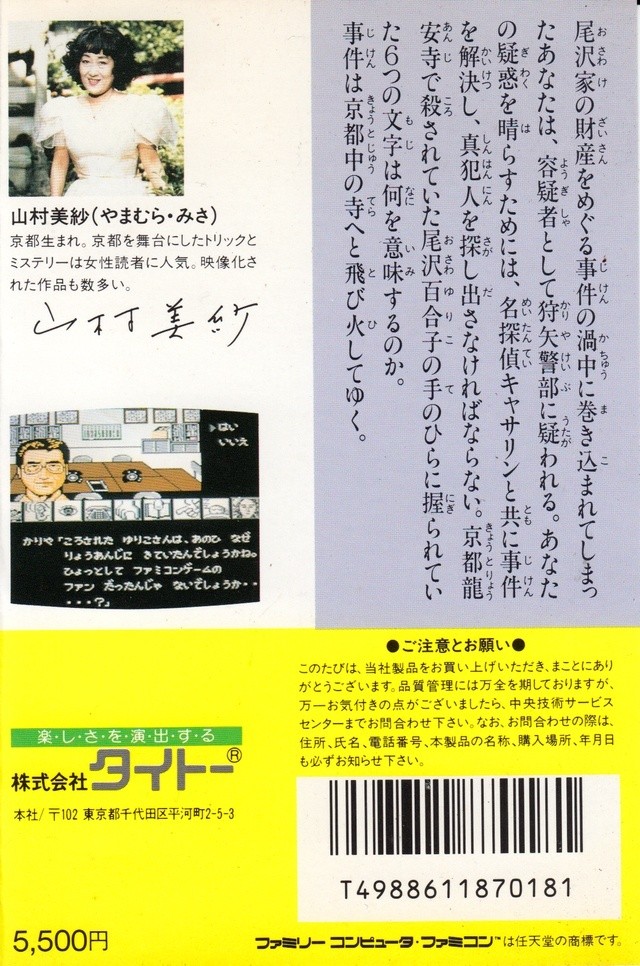 尾沢家の財産をめぐる事件の渦中に巻き込まれてしまっ
たあなたは、容疑者として狩矢警部に疑われる。あなた
の疑惑を晴らすためには、名探偵キャサリンと共に事件
を解決し、真犯人を探し出さなければならない。京都龍
安寺で殺されていた尾沢百合子の手のひらに握られてい
た6つの文字は何を意味するのか。
事件は京都中の寺へと飛び火してゆく。
山村美紗(やまむら・みさ)
京都生まれ。京都を舞台にしたトリックと
ミステリーは女性読者に人気。映像化さ
れた作品も数多い。
山村美紗
はい
いいえ
かりや「ころされた ゆりこさんは、あのひ なぜ
りょうあんじに きていたんでしょうかね。
ひょっとして ファミコンゲームの
ファン だったんじゃ ないでしょうか・・
・・・?」
●ご注意とお願い●
このたびは、当社製品をお買い上げいただき、まことにあり
がとうございます。品質管理には万全を期しておりますが、
万一お気付きの点がございましたら、中央技術サービス
センターまでお問合わせ下さい。なお、お問合わせの際は、
住所、氏名、電話番号、本製品の名称、購入場所、年月日
も必ずお知らせ下さい。
楽・し・さ・を・演・出・す・る
株式会社タイトー®
本社/〒102 東京都千代田区平河町2-5-3
T4988611870181
5,500円
ファミリー コンピュータ・ファミコン™は任天堂の商標です。